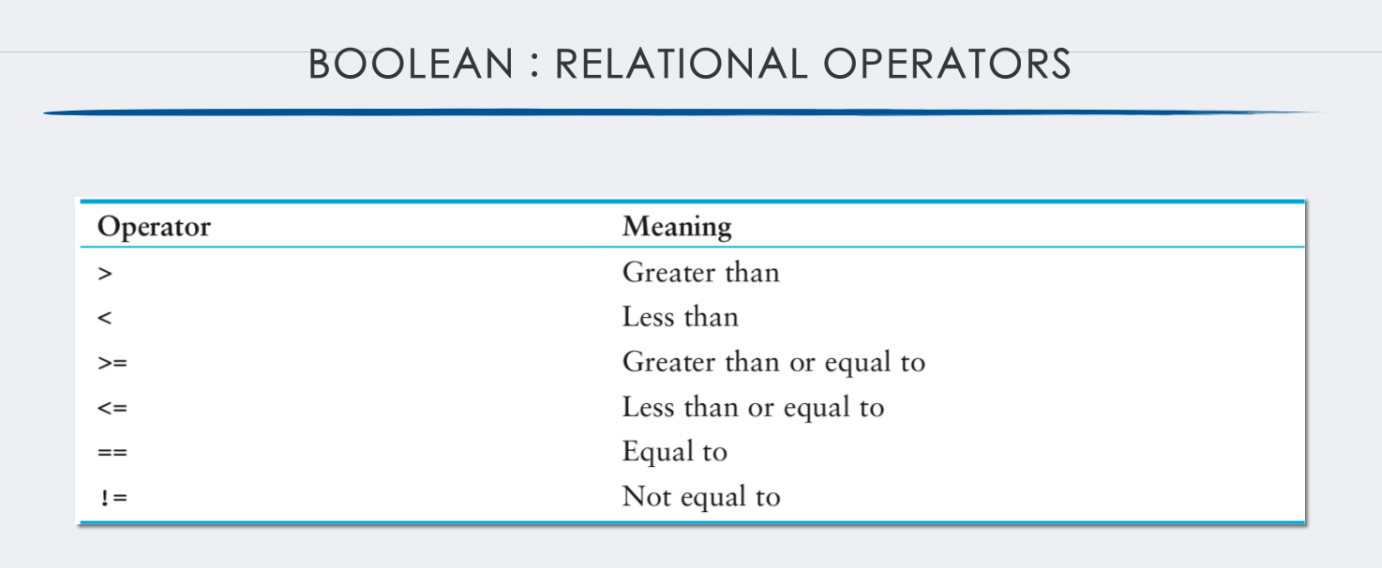 BOOLEAN : RELATIONAL OPERATORS
Operator Meaning
> Greater than
< Less than
>= Greater than or equal to
<= Less than or equal to
== Equal to
!= Not equal to